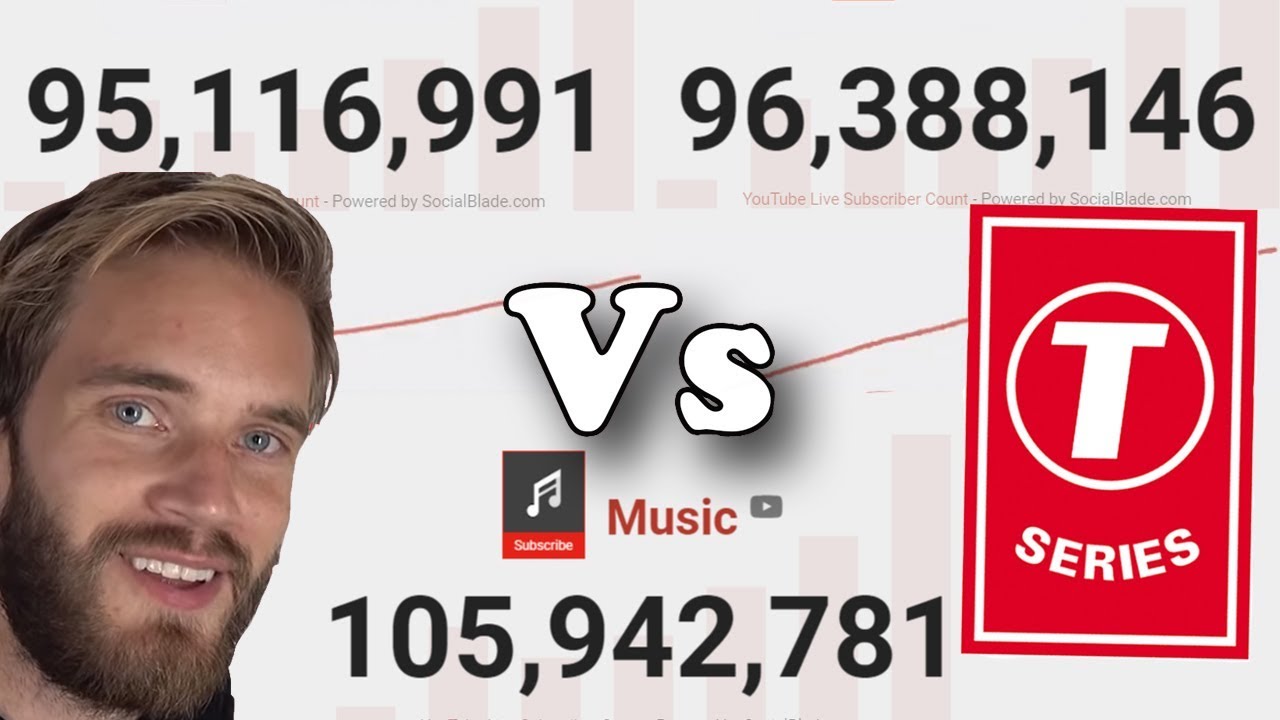 95,116,991
96,388,146
ount - Powered by SocialBlade.com
YouTube Live Subscriber Count - Powered by SocialBlade.com
Vs
T
SERIES
Music
Subscribe
105,942,781